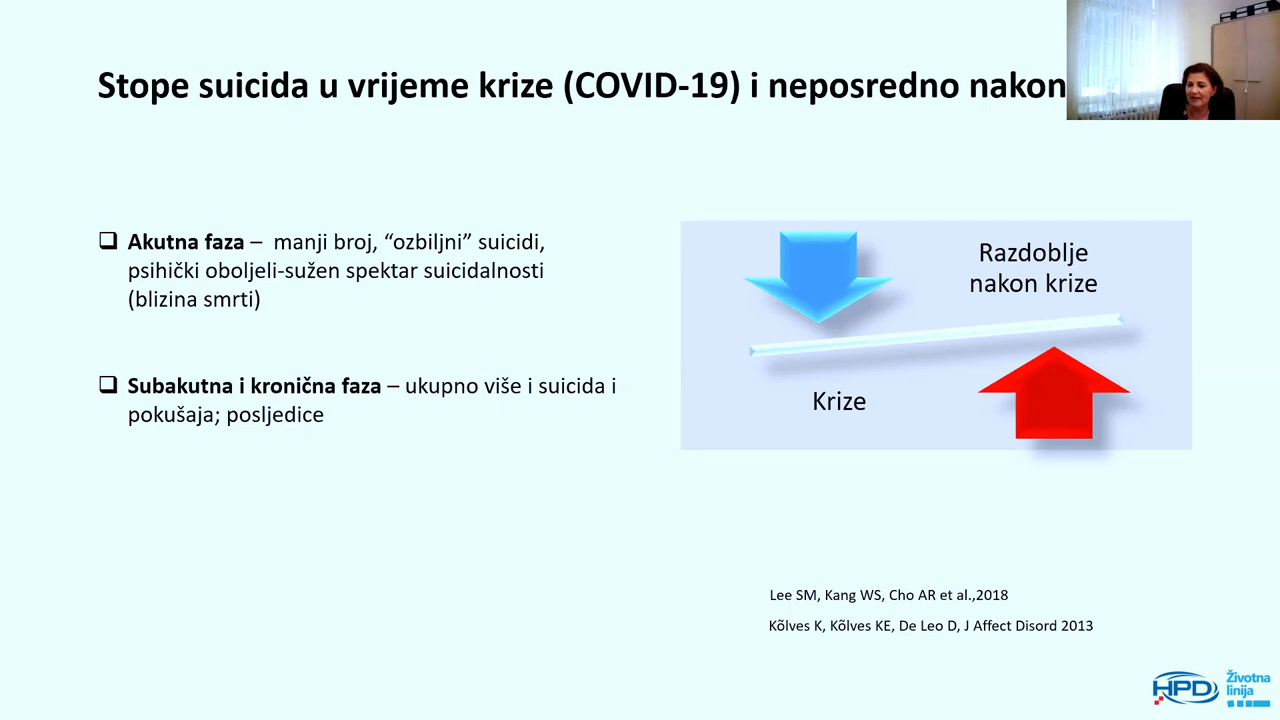 Stope suicida u vrijeme krize (COVID-19) i neposredno nakon
Akutna faza – manji broj, “ozbiljni” suicidi,
psihički oboljeli-sužen spektar suicidalnosti
(blizina smrti)
Subakutna i kronična faza – ukupno više i suicida i
pokušaja; posljedice
Razdoblje
nakon krize
Krize
Lee SM, Kang WS, Cho AR et al.,2018
Kõlves K, Kõlves KE, De Leo D, J Affect Disord 2013
HPD
Životna
linija